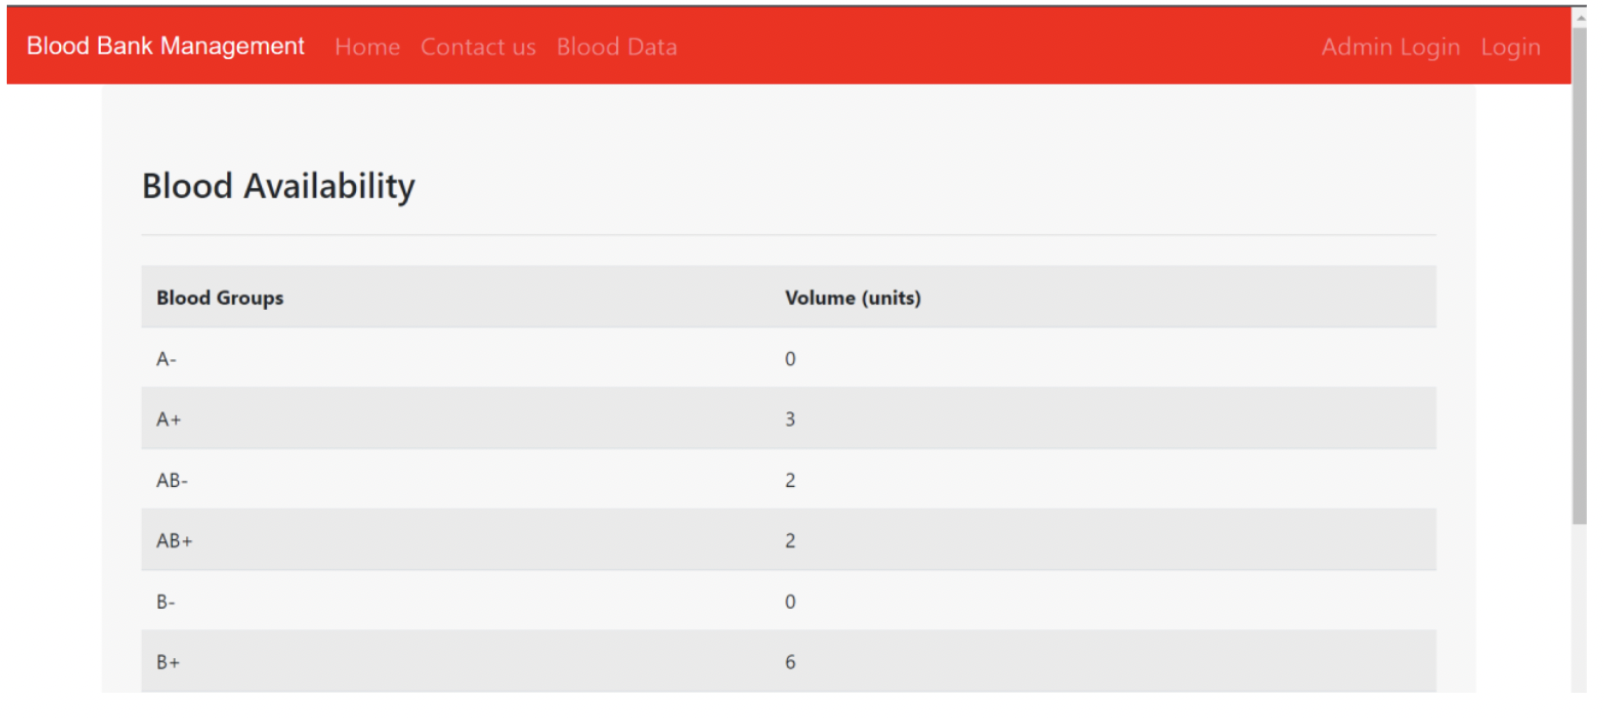 Blood Bank Management Home Contact us Blood Data Admin Login Login
Blood Availability
Blood Groups Volume (units)
A- 0
A+ 3
AB- 2
AB+ 2
B- 0
B+ 6